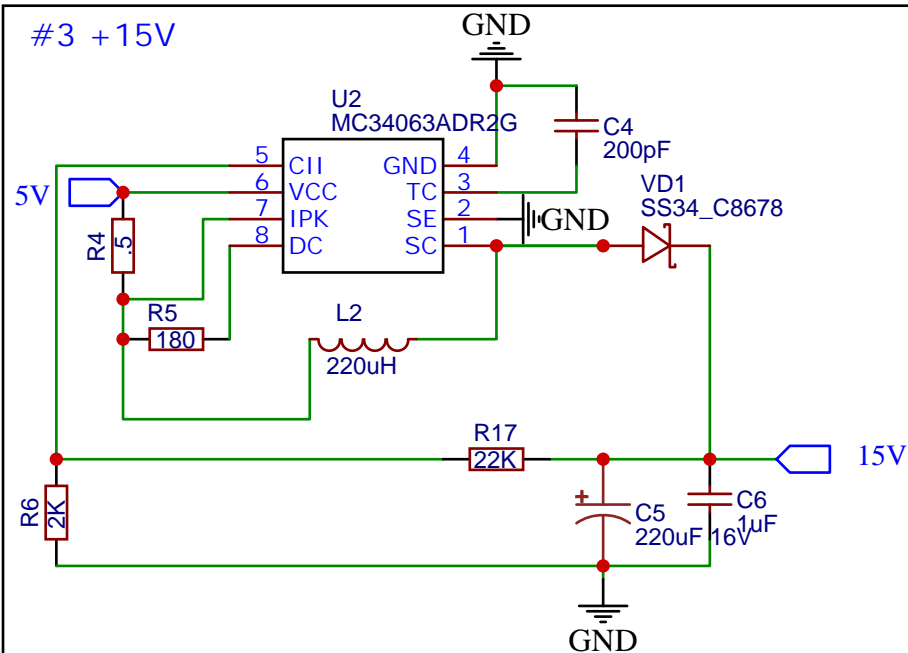 #3 +15V
GND
U2
MC34063ADR2G
C4
200pF
5 CII GND 4
6 VCC TC 3
7 IPK SE 2
8 DC SC 1
5V
GND
VD1
SS34_C8678
R4
.5
R5
180
L2
220uH
R17
22K
15V
R6
2K
+
C5
220uF 16V
C6
1uF
GND